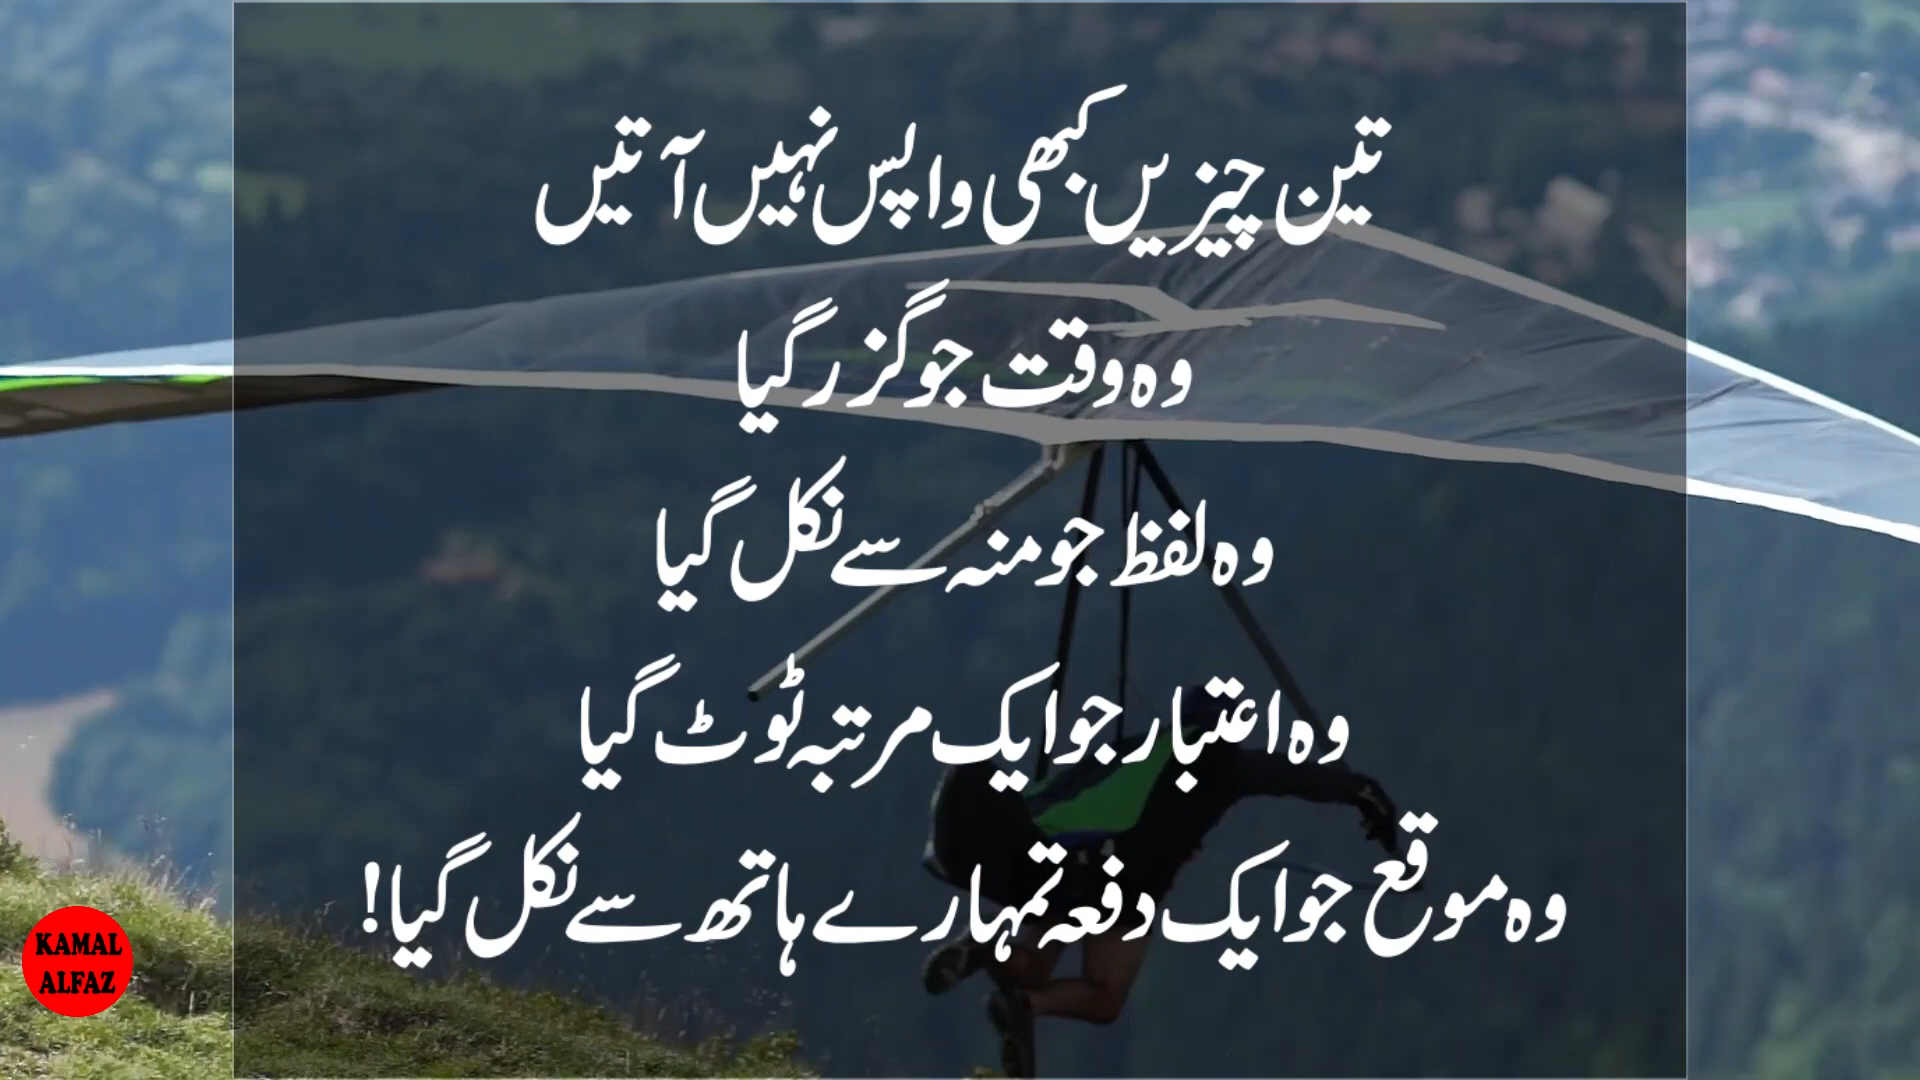 تین چیزیں کبھی واپس نہیں آتیں
وہ وقت جو گزر گیا
وہ لفظ جو منہ سے نکل گیا
وہ اعتبار جو ایک مرتبہ ٹوٹ گیا
وہ موقع جو ایک دفعہ تمہارے ہاتھ سے نکل گیا!
KAMAL
ALFAZ